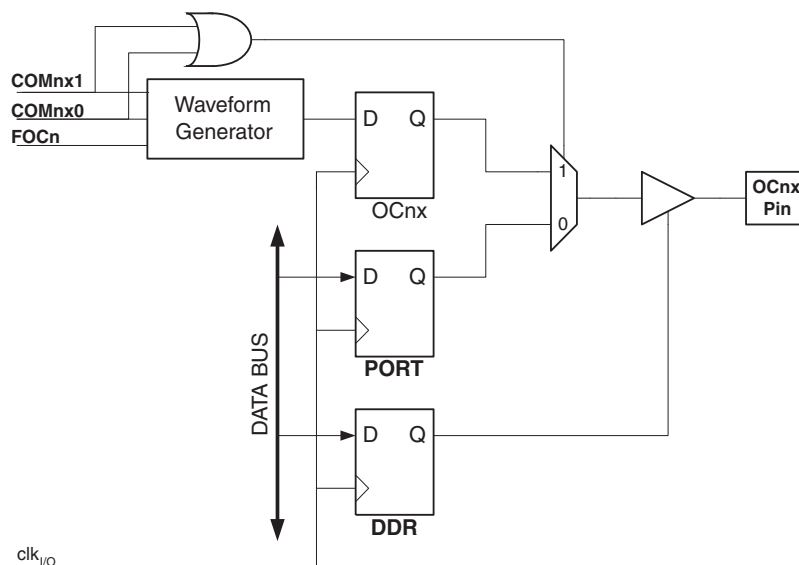 COMnx1
COMnx0
FOCn
Waveform
Generator
D Q
OCnx
1
0
OCnx
Pin
D Q
PORT
DATA BUS
D Q
DDR
clkI/O